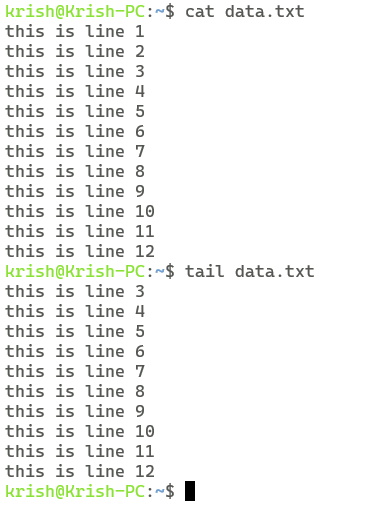 krish@Krish-PC:~$ cat data.txt
this is line 1
this is line 2
this is line 3
this is line 4
this is line 5
this is line 6
this is line 7
this is line 8
this is line 9
this is line 10
this is line 11
this is line 12
krish@Krish-PC:~$ tail data.txt
this is line 3
this is line 4
this is line 5
this is line 6
this is line 7
this is line 8
this is line 9
this is line 10
this is line 11
this is line 12
krish@Krish-PC:~$